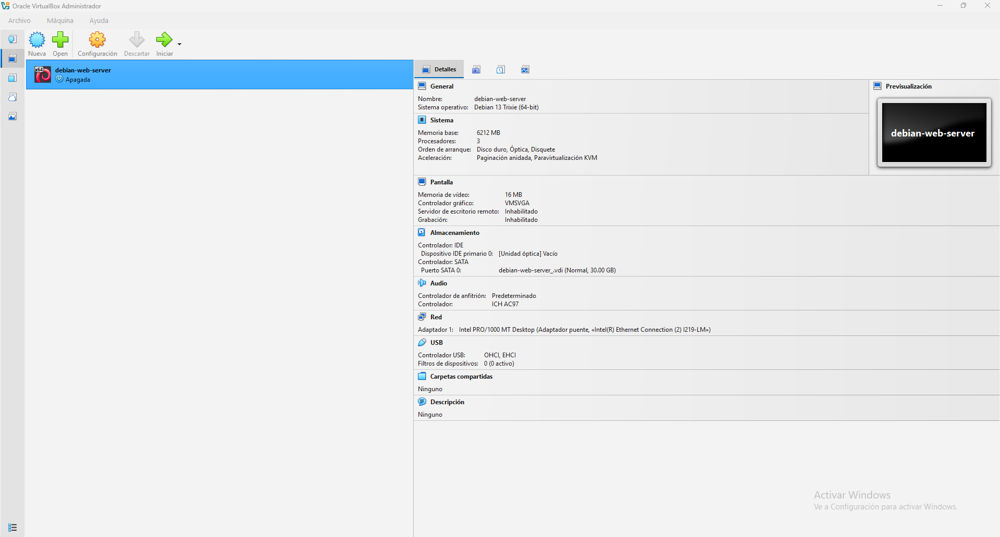 Oracle VirtualBox Administrador
Archivo Máquina Ayuda
Nueva Open Configuración Descartar Iniciar
x64
debian-web-server
Apagada
Detalles
General
Nombre: debian-web-server
Sistema operativo: Debian 13 Trixie (64-bit)
Previsualización
debian-web-server
Sistema
Memoria base: 6212 MB
Procesadores: 3
Orden de arranque: Disco duro, Óptica, Disquete
Aceleración: Paginación anidada, Paravirtualización KVM
Pantalla
Memoria de vídeo: 16 MB
Controlador gráfico: VMSVGA
Servidor de escritorio remoto: Inhabilitado
Grabación: Inhabilitado
Almacenamiento
Controlador: IDE
Dispositivo IDE primario 0: [Unidad óptica] Vacío
Controlador: SATA
Puerto SATA 0: debian-web-server_.vdi (Normal, 30.00 GB)
Audio
Controlador de anfitrión: Predeterminado
Controlador: ICH AC97
Red
Adaptador 1: Intel PRO/1000 MT Desktop (Adaptador puente, «Intel(R) Ethernet Connection (2) I219-LM»)
USB
Controlador USB: OHCI, EHCI
Filtros de dispositivos: 0 (0 activo)
Carpetas compartidas
Ninguno
Descripción
Ninguno
Activar Windows
Ve a Configuración para activar Windows.